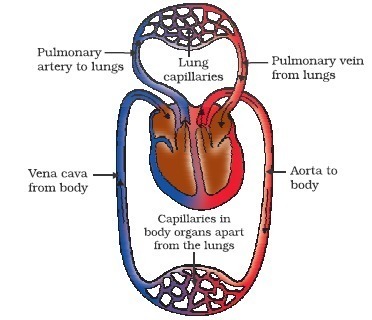 Pulmonary
artery to lungs
Lung
capillaries
Pulmonary vein
from lungs
Vena cava
from body
Aorta to
body
Capillaries in
body organs apart
from the lungs